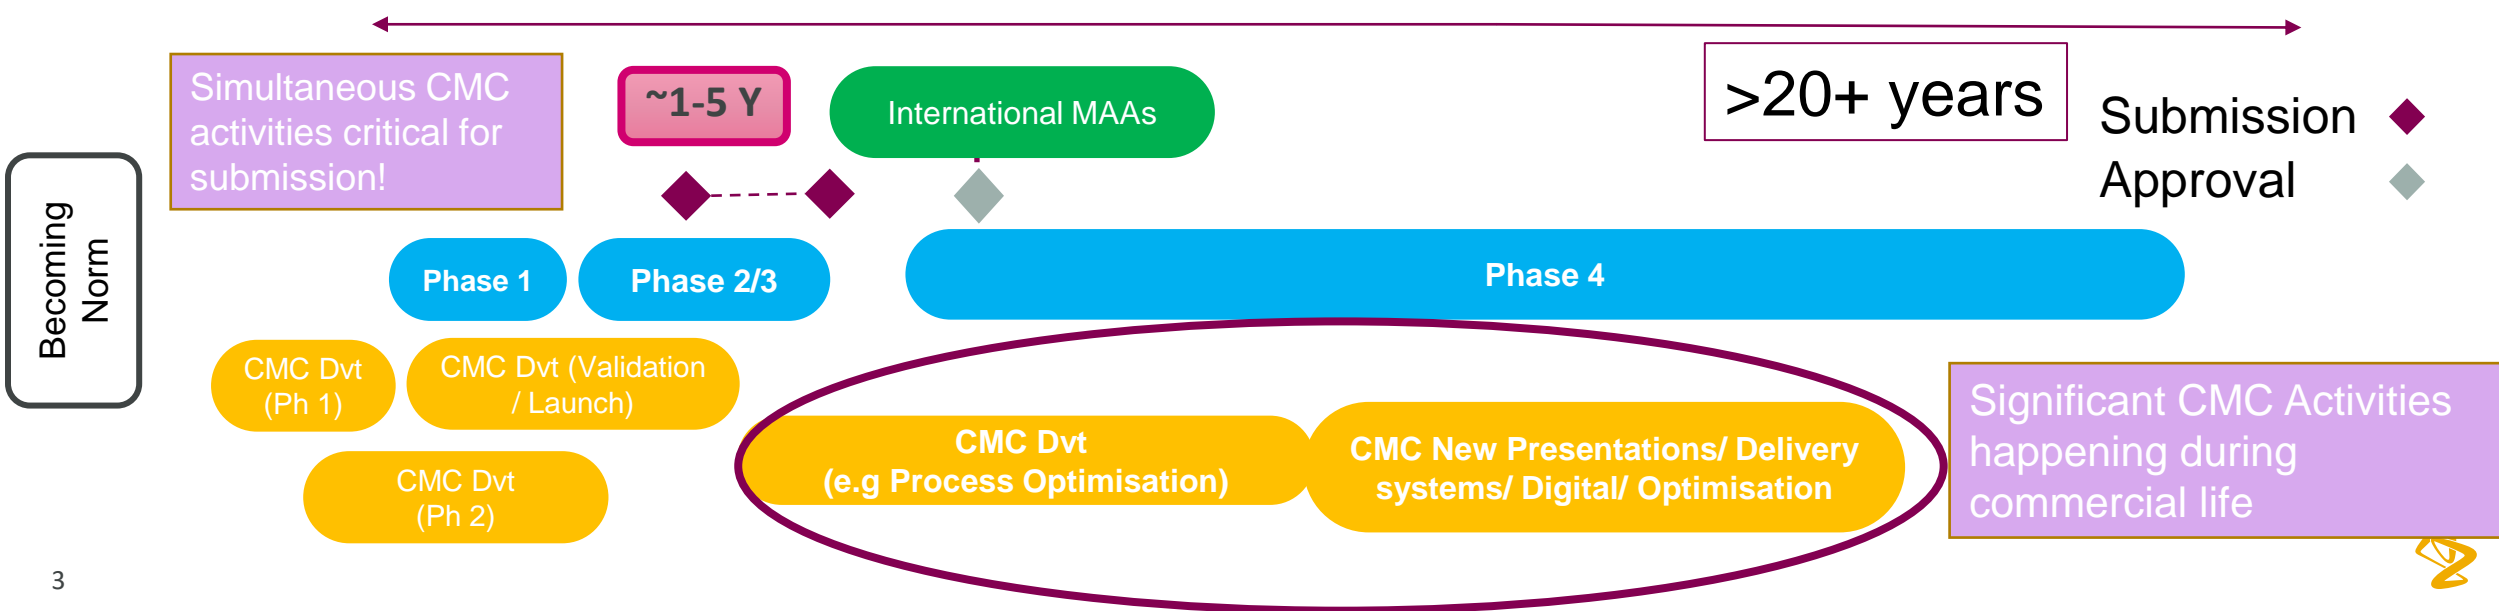 Simultaneous CMC
activities critical for
submission!
~1-5 Y
International MAAs
>20+ years
Submission
Approval
Becoming
Norm
Phase 1
Phase 2/3
Phase 4
CMC Dvt
(Ph 1)
CMC Dvt (Validation
/ Launch)
CMC Dvt
(Ph 2)
CMC Dvt
(e.g Process Optimisation)
CMC New Presentations/ Delivery
systems/ Digital/ Optimisation
Significant CMC Activities
happening during
commercial life
3